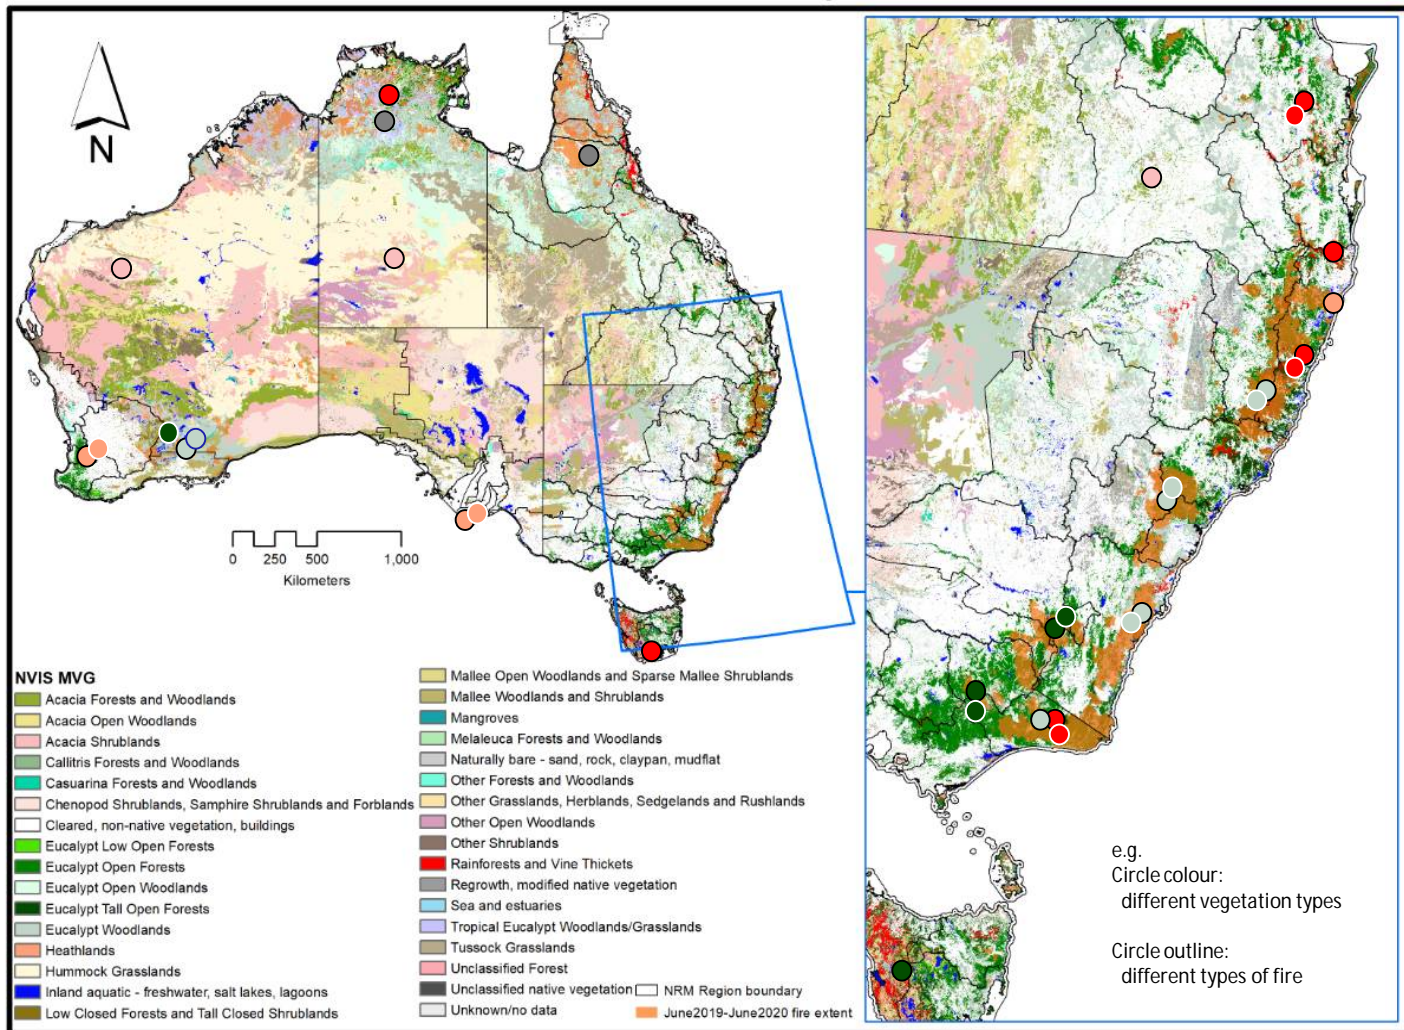 N
0 250 500 1,000
Kilometers
NVIS MVG
Acacia Forests and Woodlands
Acacia Open Woodlands
Acacia Shrublands
Callitris Forests and Woodlands
Casuarina Forests and Woodlands
Chenopod Shrublands, Samphire Shrublands and Forblands
Cleared, non-native vegetation, buildings
Eucalypt Low Open Forests
Eucalypt Open Forests
Eucalypt Open Woodlands
Eucalypt Tall Open Forests
Eucalypt Woodlands
Heathlands
Hummock Grasslands
Inland aquatic - freshwater, salt lakes, lagoons
Low Closed Forests and Tall Closed Shrublands
Mallee Open Woodlands and Sparse Mallee Shrublands
Mallee Woodlands and Shrublands
Mangroves
Melaleuca Forests and Woodlands
Naturally bare - sand, rock, claypan, mudflat
Other Forests and Woodlands
Other Grasslands, Herblands, Sedgelands and Rushlands
Other Open Woodlands
Other Shrublands
Rainforests and Vine Thickets
Regrowth, modified native vegetation
Sea and estuaries
Tropical Eucalypt Woodlands/Grasslands
Tussock Grasslands
Unclassified Forest
Unclassified native vegetation
Unknown/no data
NRM Region boundary
June2019-June2020 fire extent
e.g.
Circle colour:
different vegetation types
Circle outline:
different types of fire